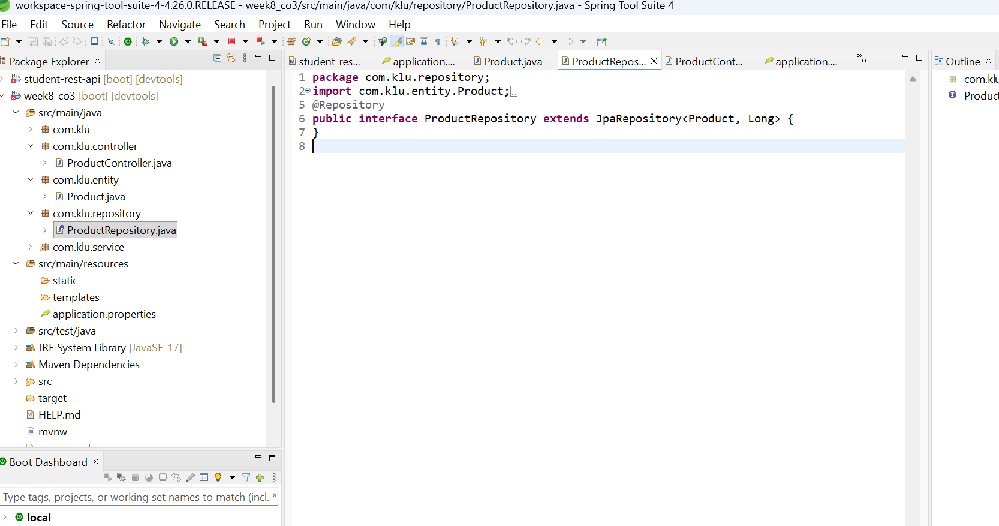 workspace-spring-tool-suite-4-4.26.0.RELEASE - week8_co3/src/main/java/com/klu/repository/ProductRepository.java - Spring Tool Suite 4
File Edit Source Refactor Navigate Search Project Run Window Help
Package Explorer
student-rest-api [boot] [devtools]
week8_co3 [boot] [devtools]
src/main/java
com.klu
com.klu.controller
ProductController.java
com.klu.entity
Product.java
com.klu.repository
ProductRepository.java
com.klu.service
src/main/resources
static
templates
application.properties
src/test/java
JRE System Library [JavaSE-17]
Maven Dependencies
src
target
HELP.md
mvnw
Boot Dashboard
Type tags, projects, or working set names to match (incl. *
local
student-res... application.... Product.java ProductRepos... ProductCont... application....
1 package com.klu.repository;
2 import com.klu.entity.Product;
5 @Repository
6 public interface ProductRepository extends JpaRepository<Product, Long> {
7 }
8
Outline
com.klu
Product